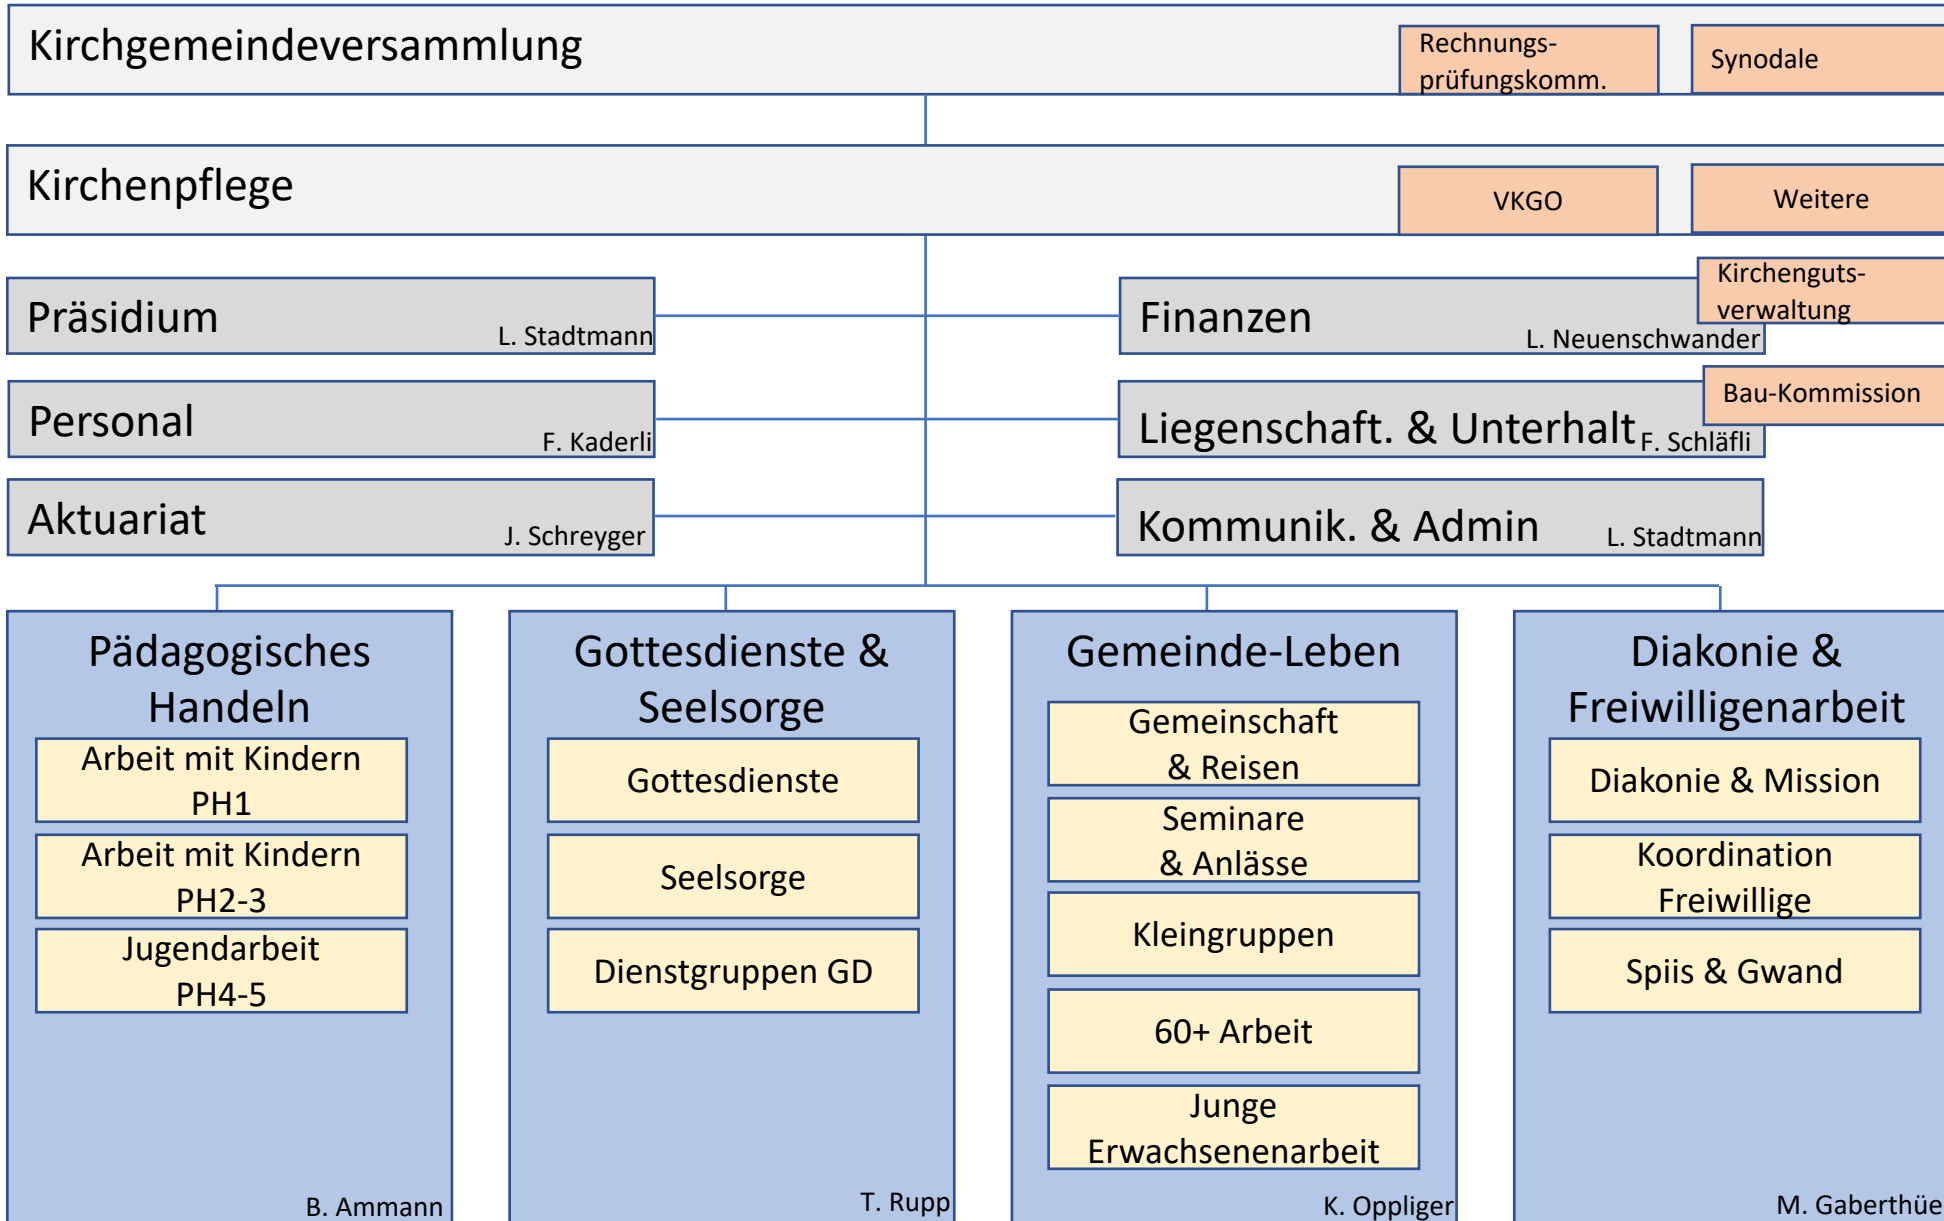 Kirchgemeindeversammlung
Rechnungs-
prüfungskomm.
Synodale
Kirchenpflege
VKGO
Weitere
Präsidium
L. Stadtmann
Finanzen
L. Neuenschwander
Kirchenguts-
verwaltung
Personal
F. Kaderli
Liegenschaft. & Unterhalt
F. Schläfli
Bau-Kommission
Aktuariat
J. Schreyger
Kommunik. & Admin
L. Stadtmann
Pädagogisches
Handeln
Arbeit mit Kindern
PH1
Arbeit mit Kindern
PH2-3
Jugendarbeit
PH4-5
B. Ammann
Gottesdienste &
Seelsorge
Gottesdienste
Seelsorge
Dienstgruppen GD
T. Rupp
Gemeinde-Leben
Gemeinschaft
& Reisen
Seminare
& Anlässe
Kleingruppen
60+ Arbeit
Junge
Erwachsenenarbeit
K. Oppliger
Diakonie &
Freiwilligenarbeit
Diakonie & Mission
Koordination
Freiwillige
Spiis & Gwand
M. Gaberthüe